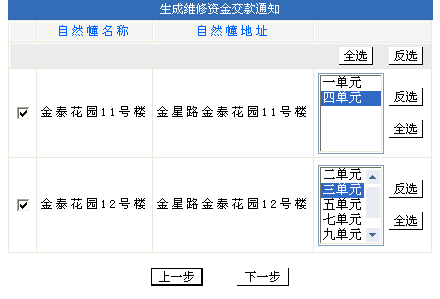 生成維修资金交款通知
自然幢名称 自然幢地址
全选 反选
金泰花园11号楼 金星路金泰花园11号楼 一单元 四单元 反选 全选
金泰花园12号楼 金星路金泰花园12号楼 二单元 三单元 五单元 七单元 九单元 反选 全选
上一步 下一步